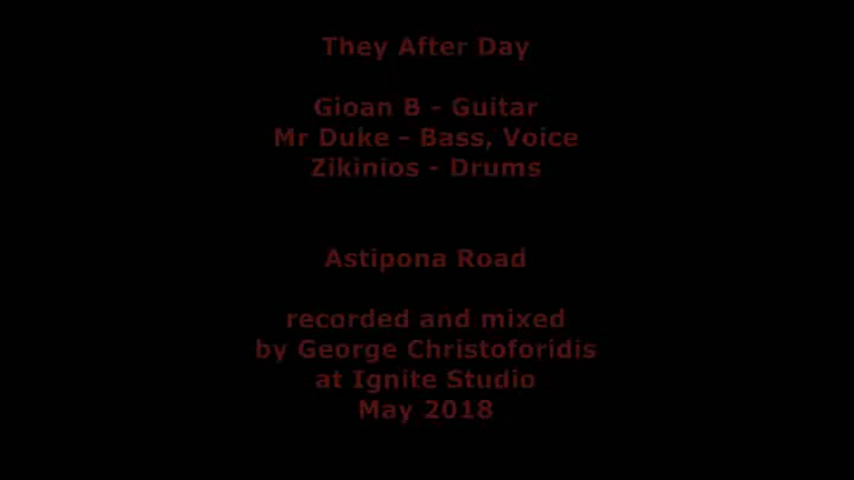 They After Day
Gioan B - Guitar
Mr Duke - Bass, Voice
Zikinios - Drums
Astipona Road
recorded and mixed
by George Christoforidis
at Ignite Studio
May 2018